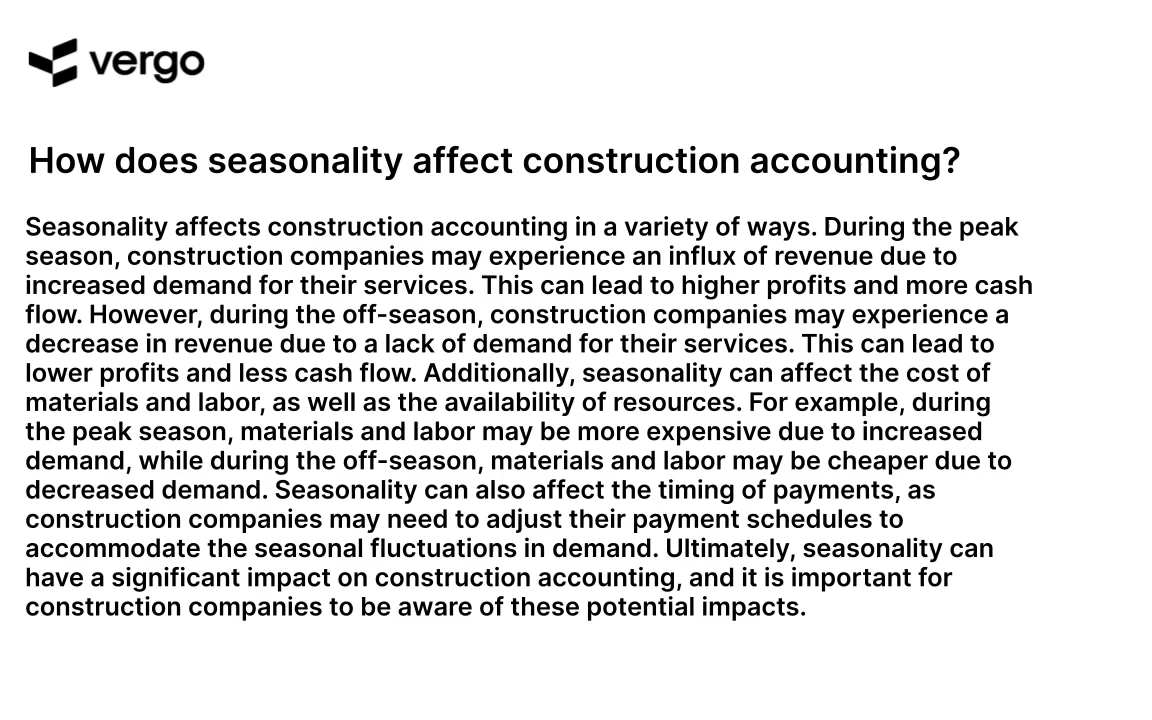 vergo
How does seasonality affect construction accounting?
Seasonality affects construction accounting in a variety of ways. During the peak
season, construction companies may experience an influx of revenue due to
increased demand for their services. This can lead to higher profits and more cash
flow. However, during the off-season, construction companies may experience a
decrease in revenue due to a lack of demand for their services. This can lead to
lower profits and less cash flow. Additionally, seasonality can affect the cost of
materials and labor, as well as the availability of resources. For example, during
the peak season, materials and labor may be more expensive due to increased
demand, while during the off-season, materials and labor may be cheaper due to
decreased demand. Seasonality can also affect the timing of payments, as
construction companies may need to adjust their payment schedules to
accommodate the seasonal fluctuations in demand. Ultimately, seasonality can
have a significant impact on construction accounting, and it is important for
construction companies to be aware of these potential impacts.